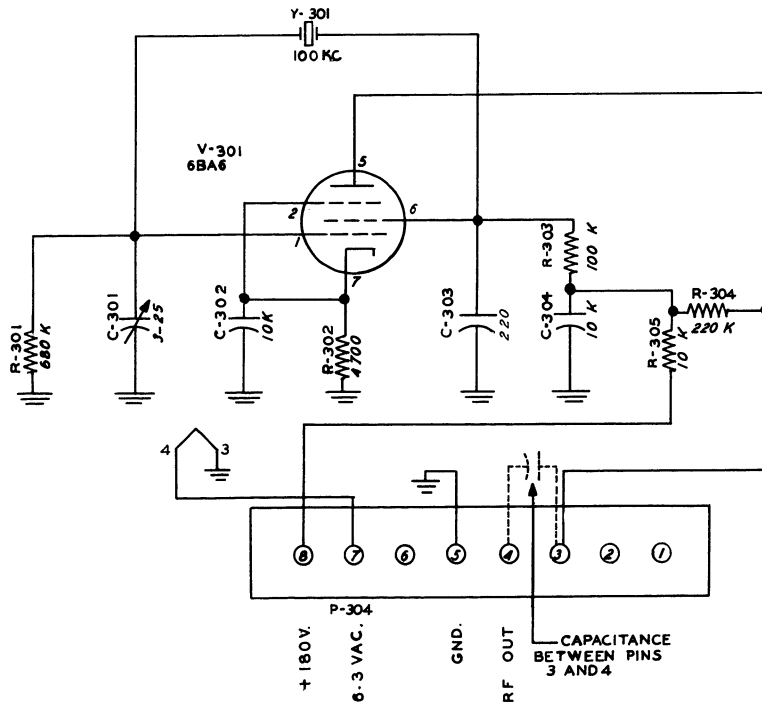 Y-301
100 KC
V-301
6BA6
5
2
6
1
7
R-301
680 K
C-301
3-25
C-302
10K
R-302
4700
C-303
220
R-303
100 K
C-304
10 K
R-304
220 K
R-305
10 K
4
3
8
7
6
5
4
3
2
1
P-304
+180V.
6-3 VAC.
GND.
RF OUT
CAPACITANCE
BETWEEN PINS
3 AND 4